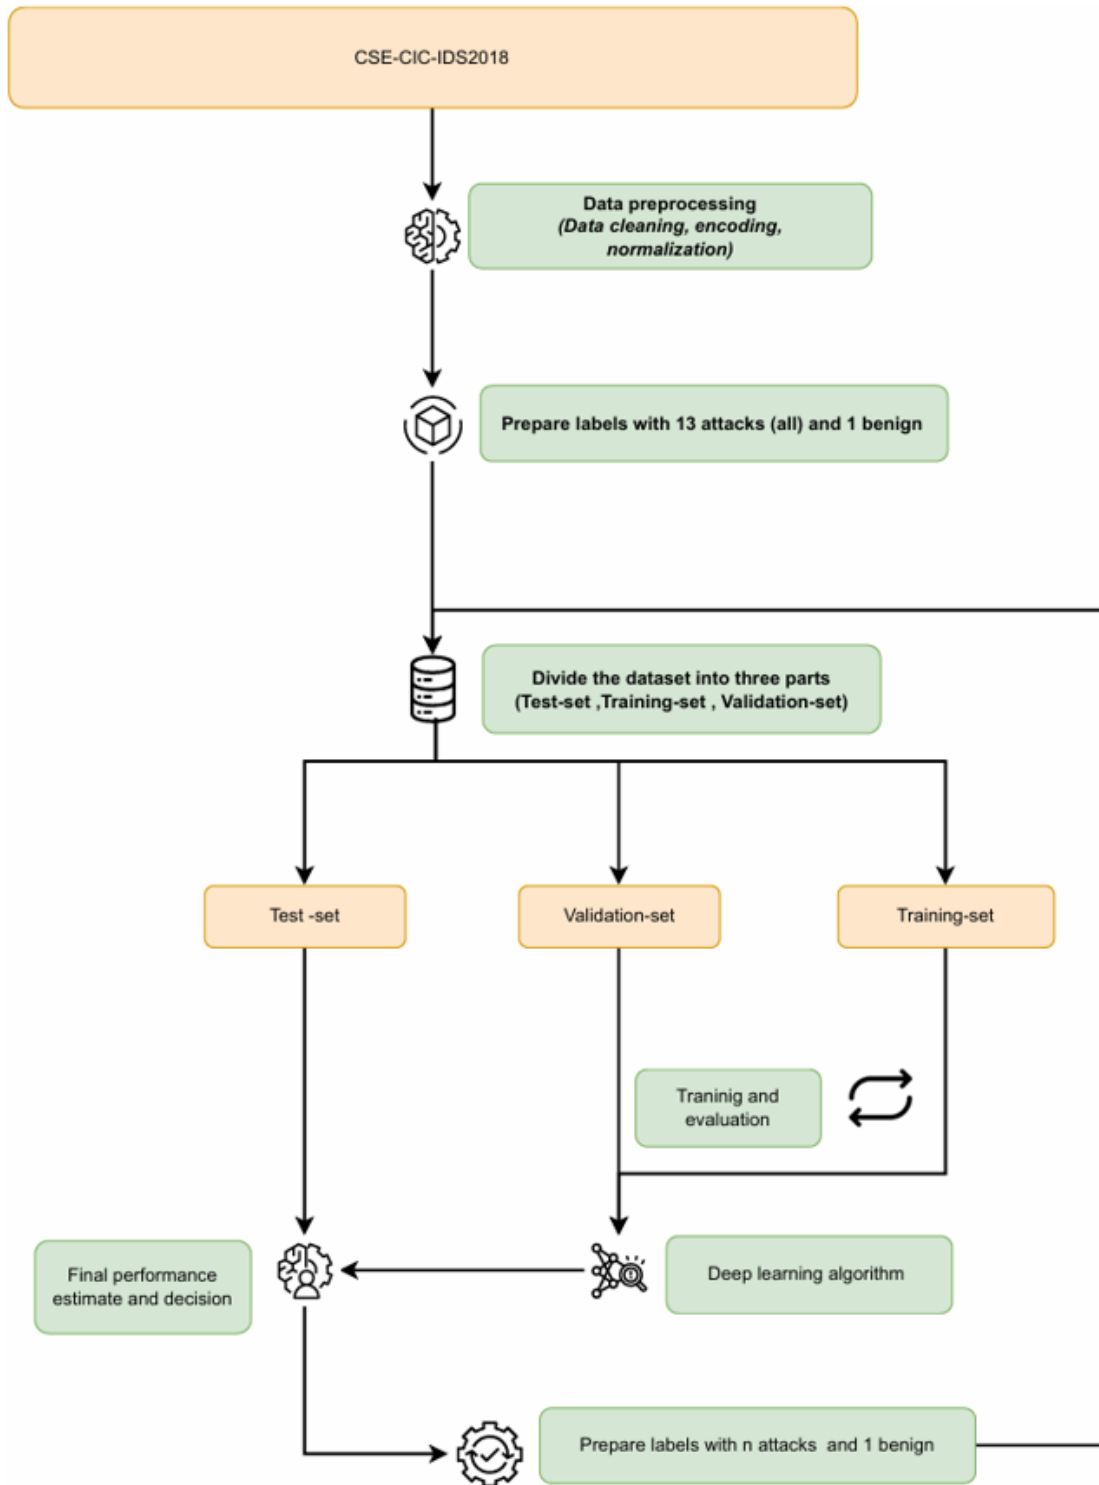 CSE-CIC-IDS2018
Data preprocessing
(Data cleaning, encoding,
normalization)
Prepare labels with 13 attacks (all) and 1 benign
Divide the dataset into three parts
(Test-set ,Training-set , Validation-set)
Test -set
Validation-set
Training-set
Traninig and
evaluation
Final performance
estimate and decision
Deep learning algorithm
Prepare labels with n attacks  and 1 benign